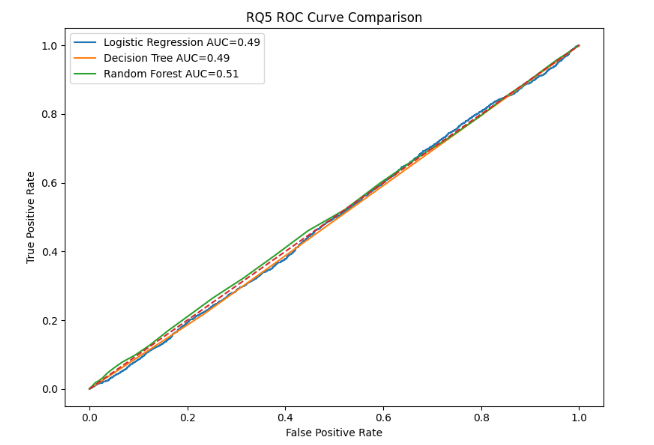 RQ5 ROC Curve Comparison
Logistic Regression AUC=0.49
Decision Tree AUC=0.49
Random Forest AUC=0.51
1.0
0.8
0.6
0.4
0.2
0.0
True Positive Rate
0.0 0.2 0.4 0.6 0.8 1.0
False Positive Rate